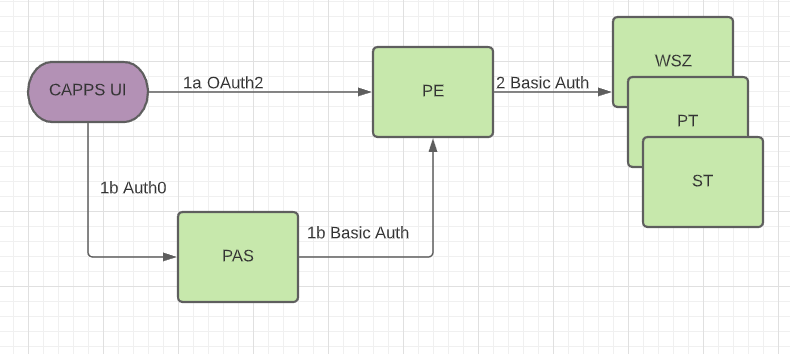 CAPPS UI
1a OAuth2
PE
2 Basic Auth
WSZ
PT
ST
1b Auth0
PAS
1b Basic Auth